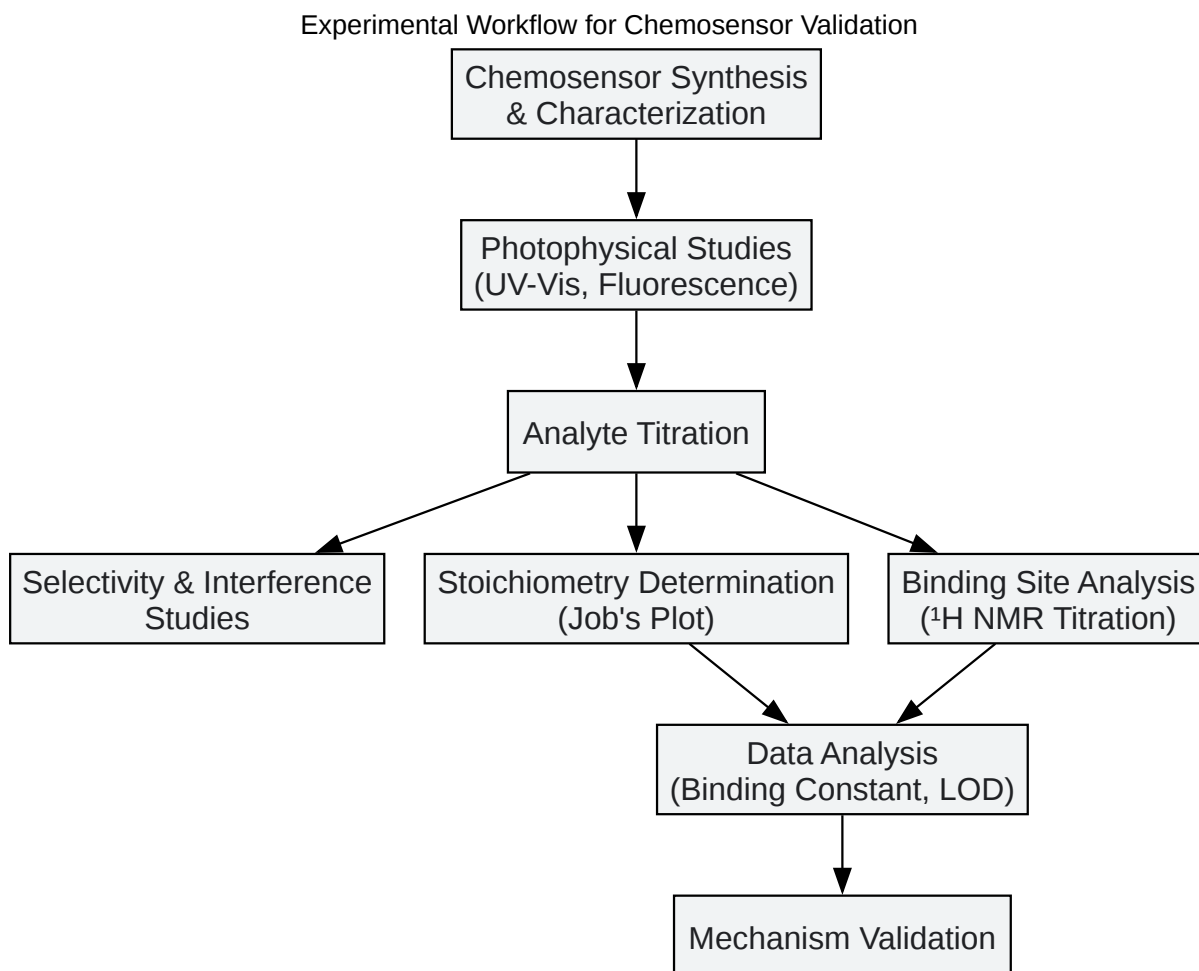 Experimental Workflow for Chemosensor Validation
Chemosensor Synthesis
& Characterization
Photophysical Studies
(UV-Vis, Fluorescence)
Analyte Titration
Selectivity & Interference
Studies
Stoichiometry Determination
(Job's Plot)
Binding Site Analysis
(¹H NMR Titration)
Data Analysis
(Binding Constant, LOD)
Mechanism Validation